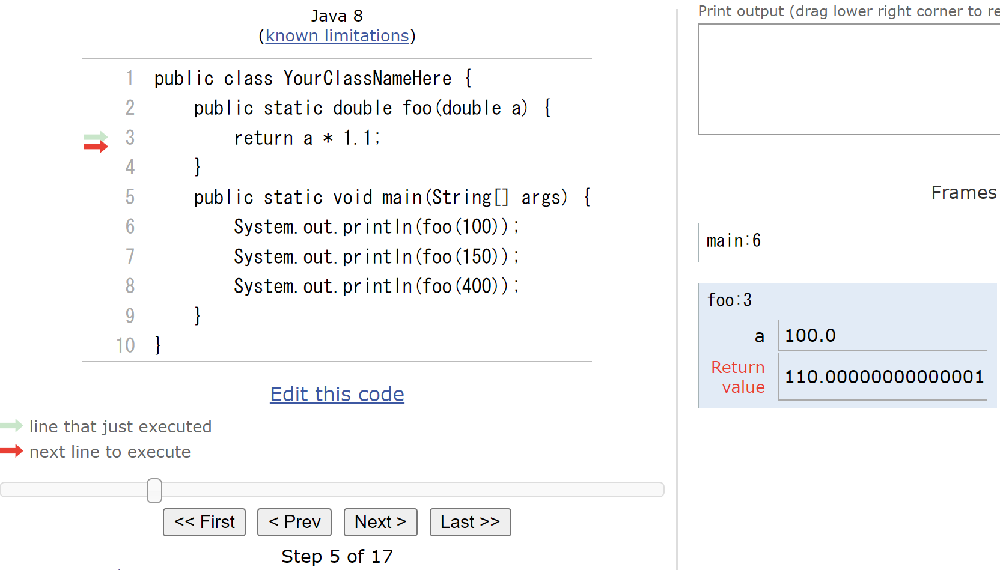 Java 8
(known limitations)
1 public class YourClassNameHere {
2     public static double foo(double a) {
3         return a * 1.1;
4     }
5     public static void main(String[] args) {
6         System.out.println(foo(100));
7         System.out.println(foo(150));
8         System.out.println(foo(400));
9     }
10 }
Edit this code
line that just executed
next line to execute
<< First
< Prev
Next >
Last >>
Step 5 of 17
Print output (drag lower right corner to re
Frames
main:6
foo:3
a 100.0
Return
value
110.00000000000001